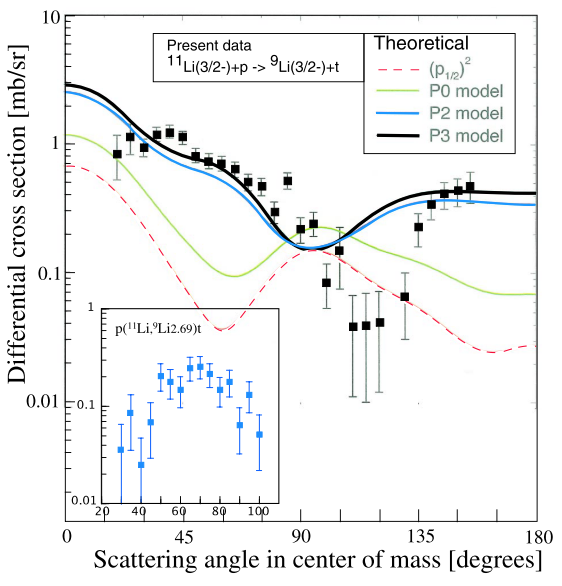 10
1
0.1
0.01
Differential cross section [mb/sr]
Present data
¹¹Li(3/2-)+p -> ⁹Li(3/2-)+t
Theoretical
(p₁/₂)²
P0 model
P2 model
P3 model
1
0.1
0.01
p(¹¹Li,⁹Li2.69)t
20 40 60 80 100
0 45 90 135 180
Scattering angle in center of mass [degrees]